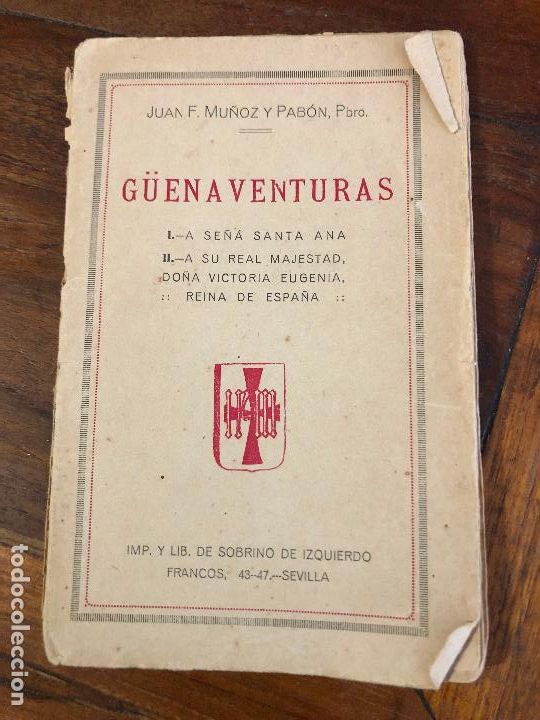 JUAN F. MUÑOZ Y PABÓN, Pbro.
GÜENAVENTURAS
I.—A SEÑÁ SANTA ANA
II.—A SU REAL MAJESTAD,
DOÑA VICTORIA EUGENIA,
:: REINA DE ESPAÑA ::
IMP. Y LIB. DE SOBRINO DE IZQUIERDO
FRANCOS, 43-47.—SEVILLA
todocoleccion